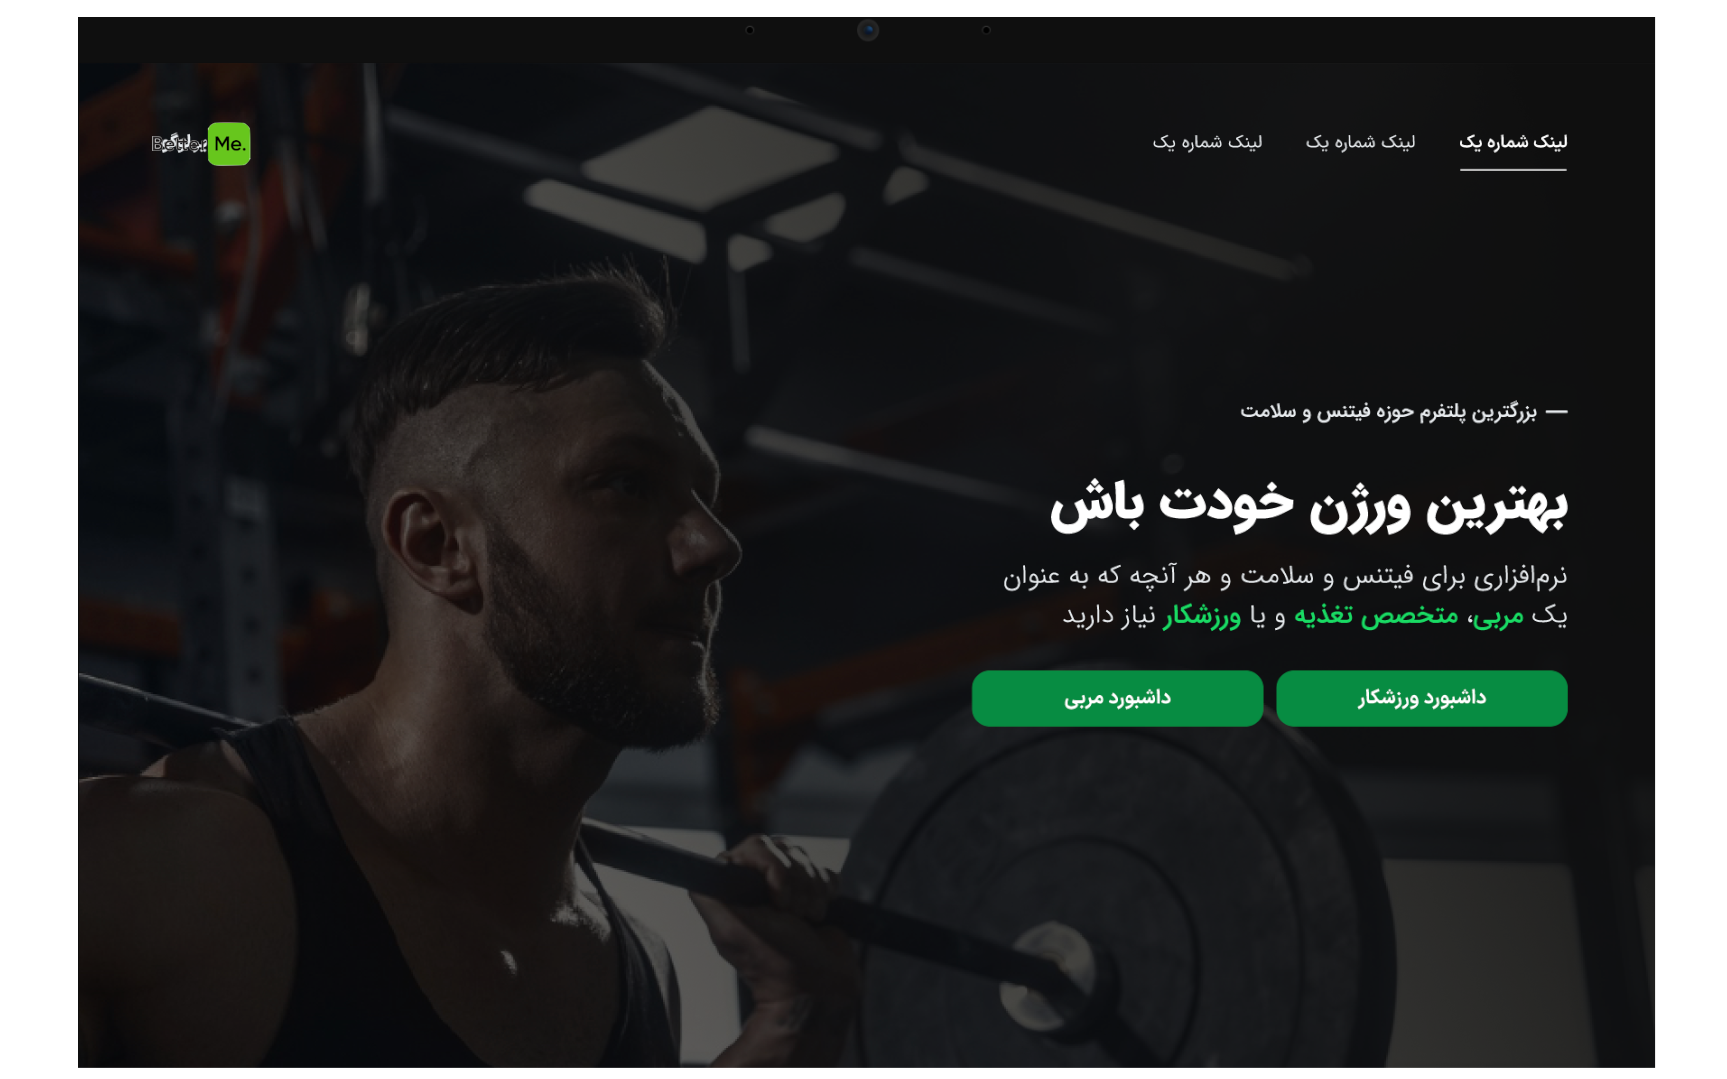 لینک شماره یک
لینک شماره یک
لینک شماره یک
Me.
— بزرگترین پلتفرم حوزه فیتنس و سلامت
بهترین ورژن خودت باش
نرم‌افزاری برای فیتنس و سلامت و هر آنچه که به عنوان
یک مربی، متخصص تغذیه و یا ورزشکار نیاز دارید
داشبورد ورزشکار
داشبورد مربی